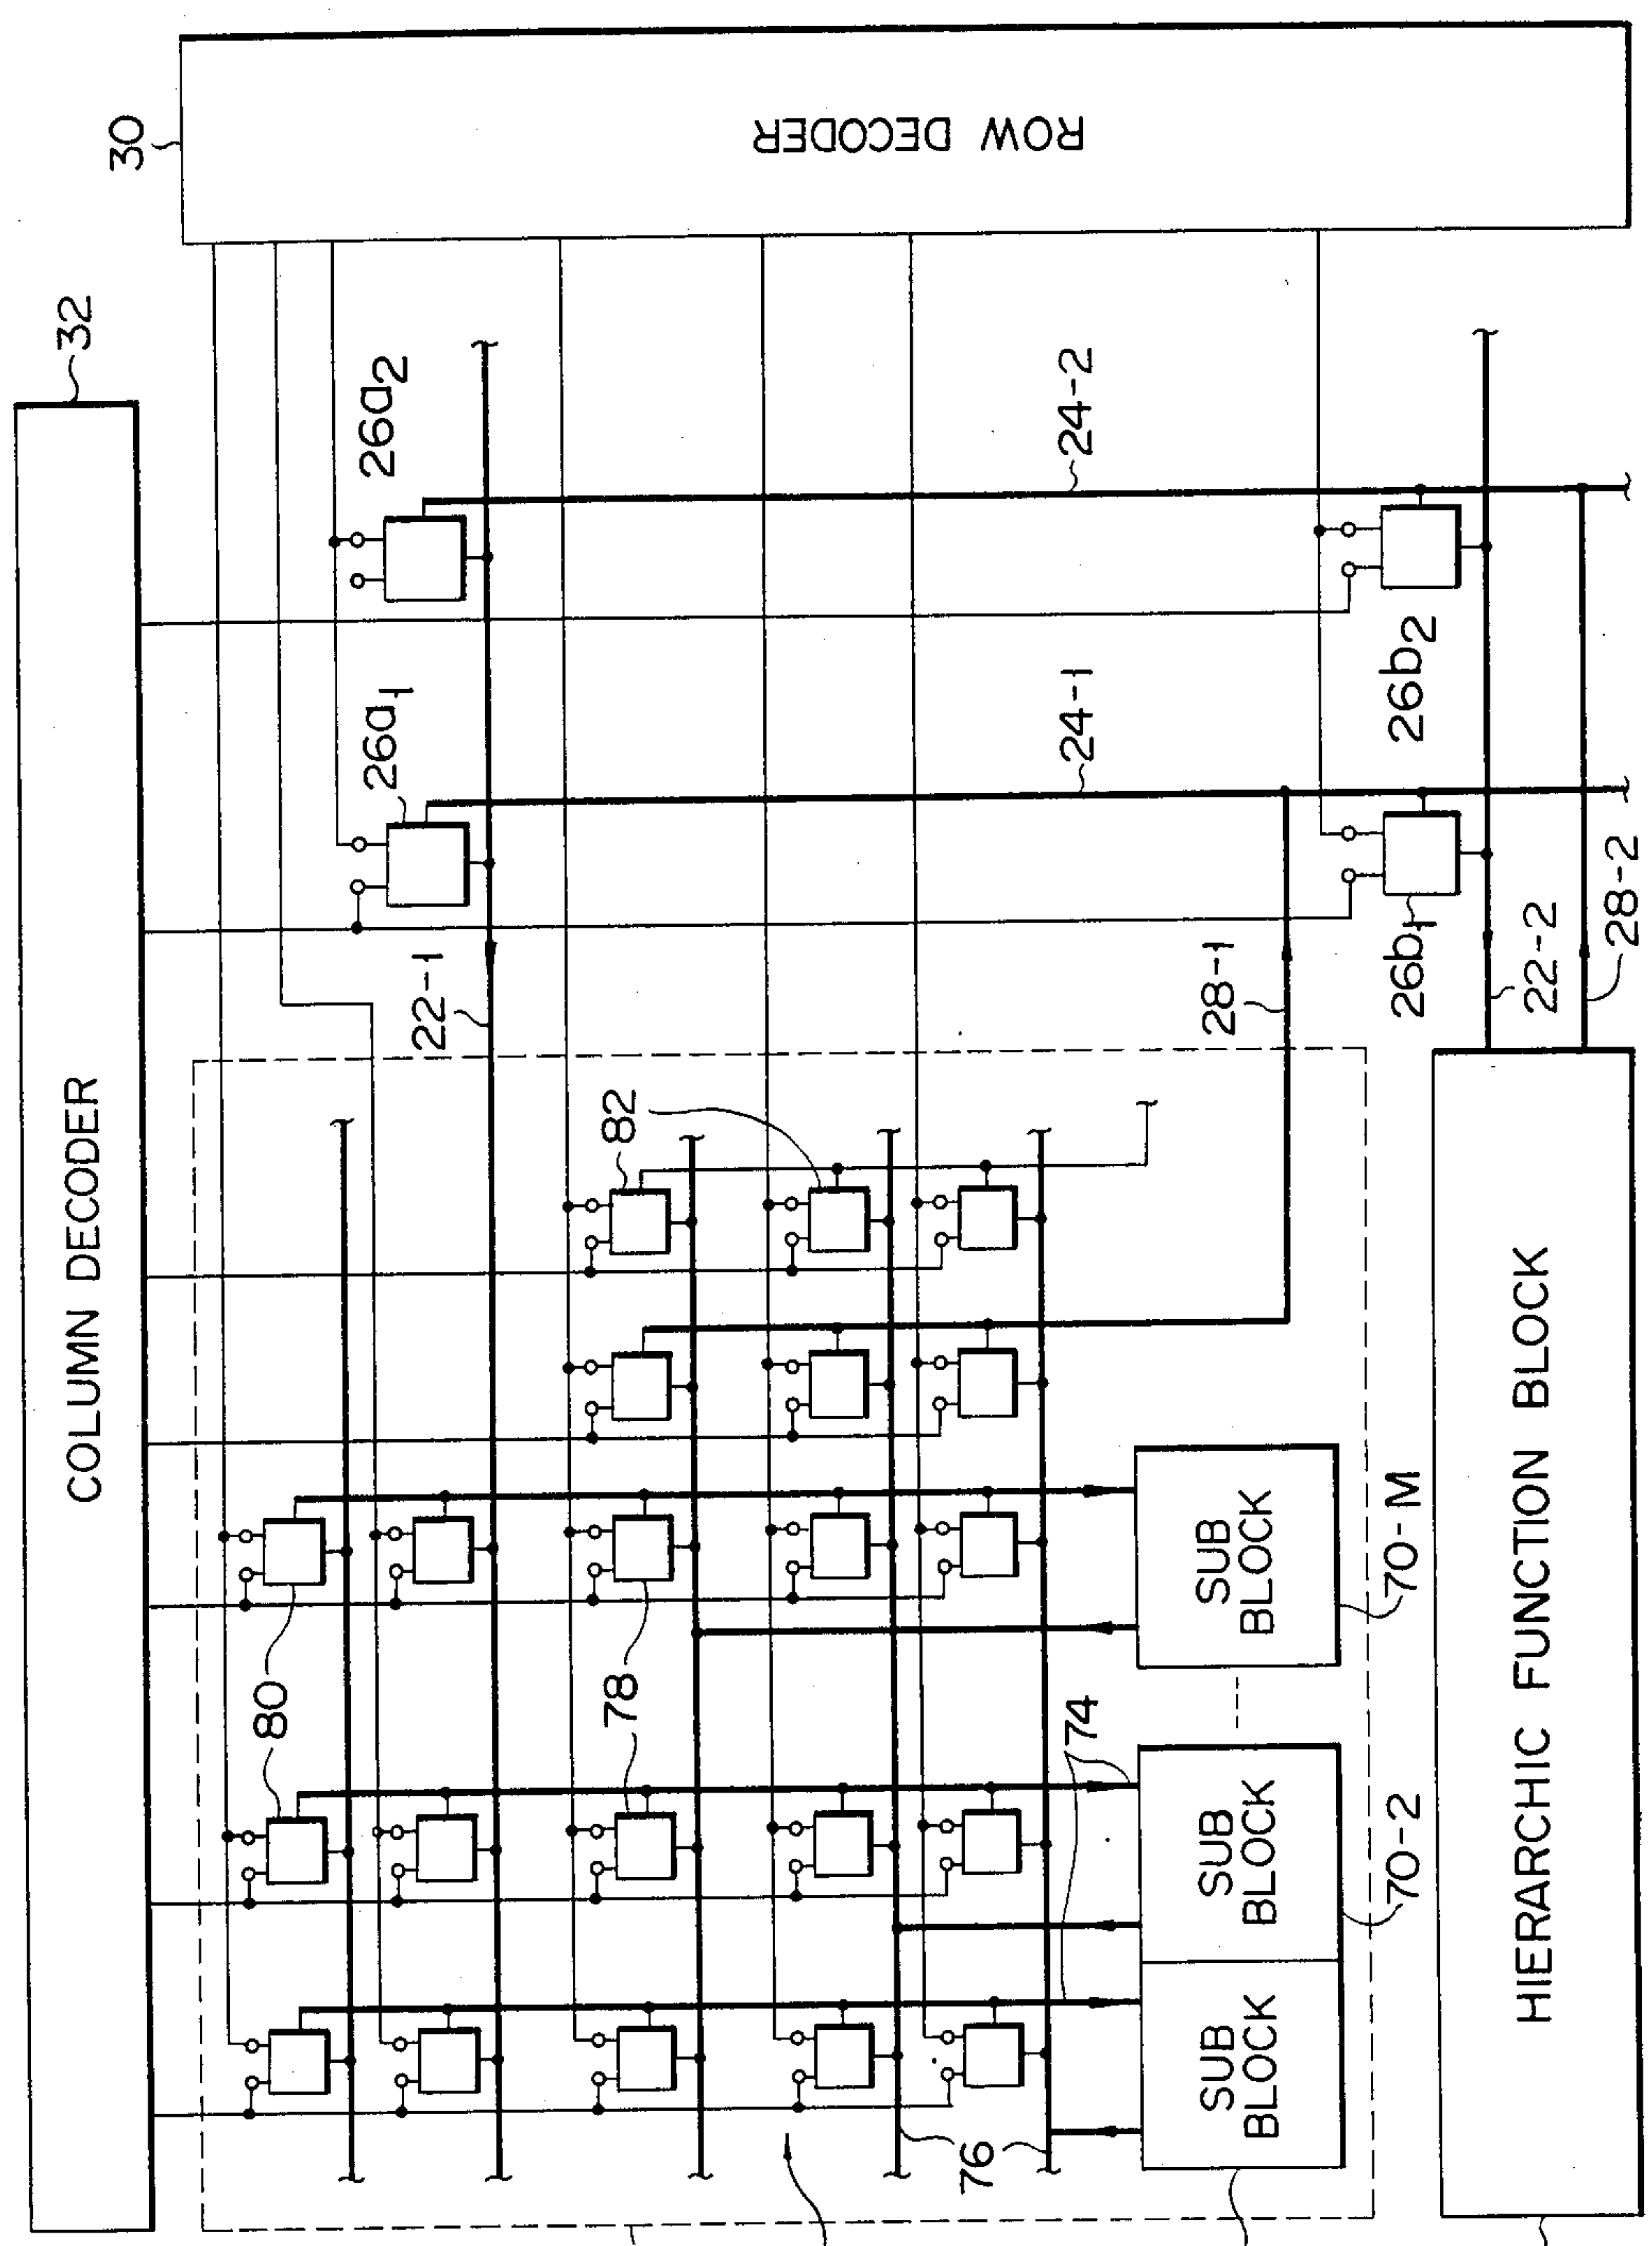 COLUMN DECODER
32
30
ROW DECODER
26a1
26a2
22-1
24-1
24-2
80
78
82
28-1
26b1
26b2
22-2
28-2
76
74
SUB
BLOCK
SUB
BLOCK
70-2
SUB
BLOCK
70-M
HIERARCHIC FUNCTION BLOCK